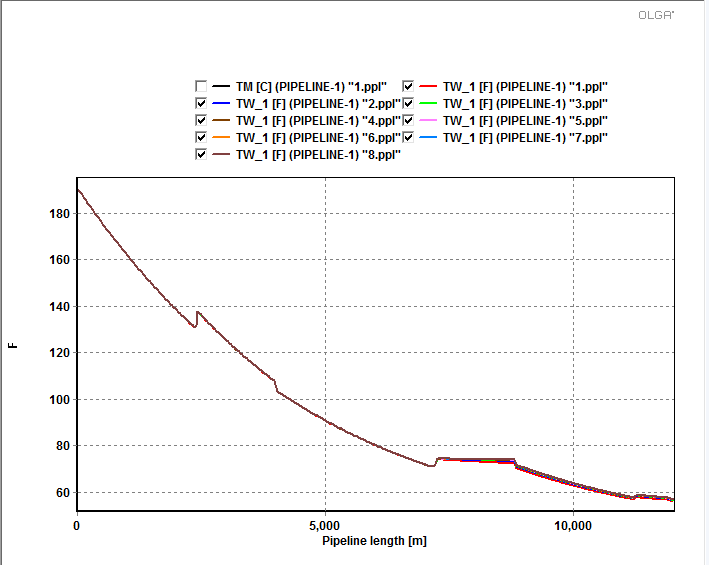 OLGA
TM [C] (PIPELINE-1) "1.ppl" TW_1 [F] (PIPELINE-1) "1.ppl"
TW_1 [F] (PIPELINE-1) "2.ppl" TW_1 [F] (PIPELINE-1) "3.ppl"
TW_1 [F] (PIPELINE-1) "4.ppl" TW_1 [F] (PIPELINE-1) "5.ppl"
TW_1 [F] (PIPELINE-1) "6.ppl" TW_1 [F] (PIPELINE-1) "7.ppl"
TW_1 [F] (PIPELINE-1) "8.ppl"
180
160
140
F
120
100
80
60
0 5,000 10,000
Pipeline length [m]